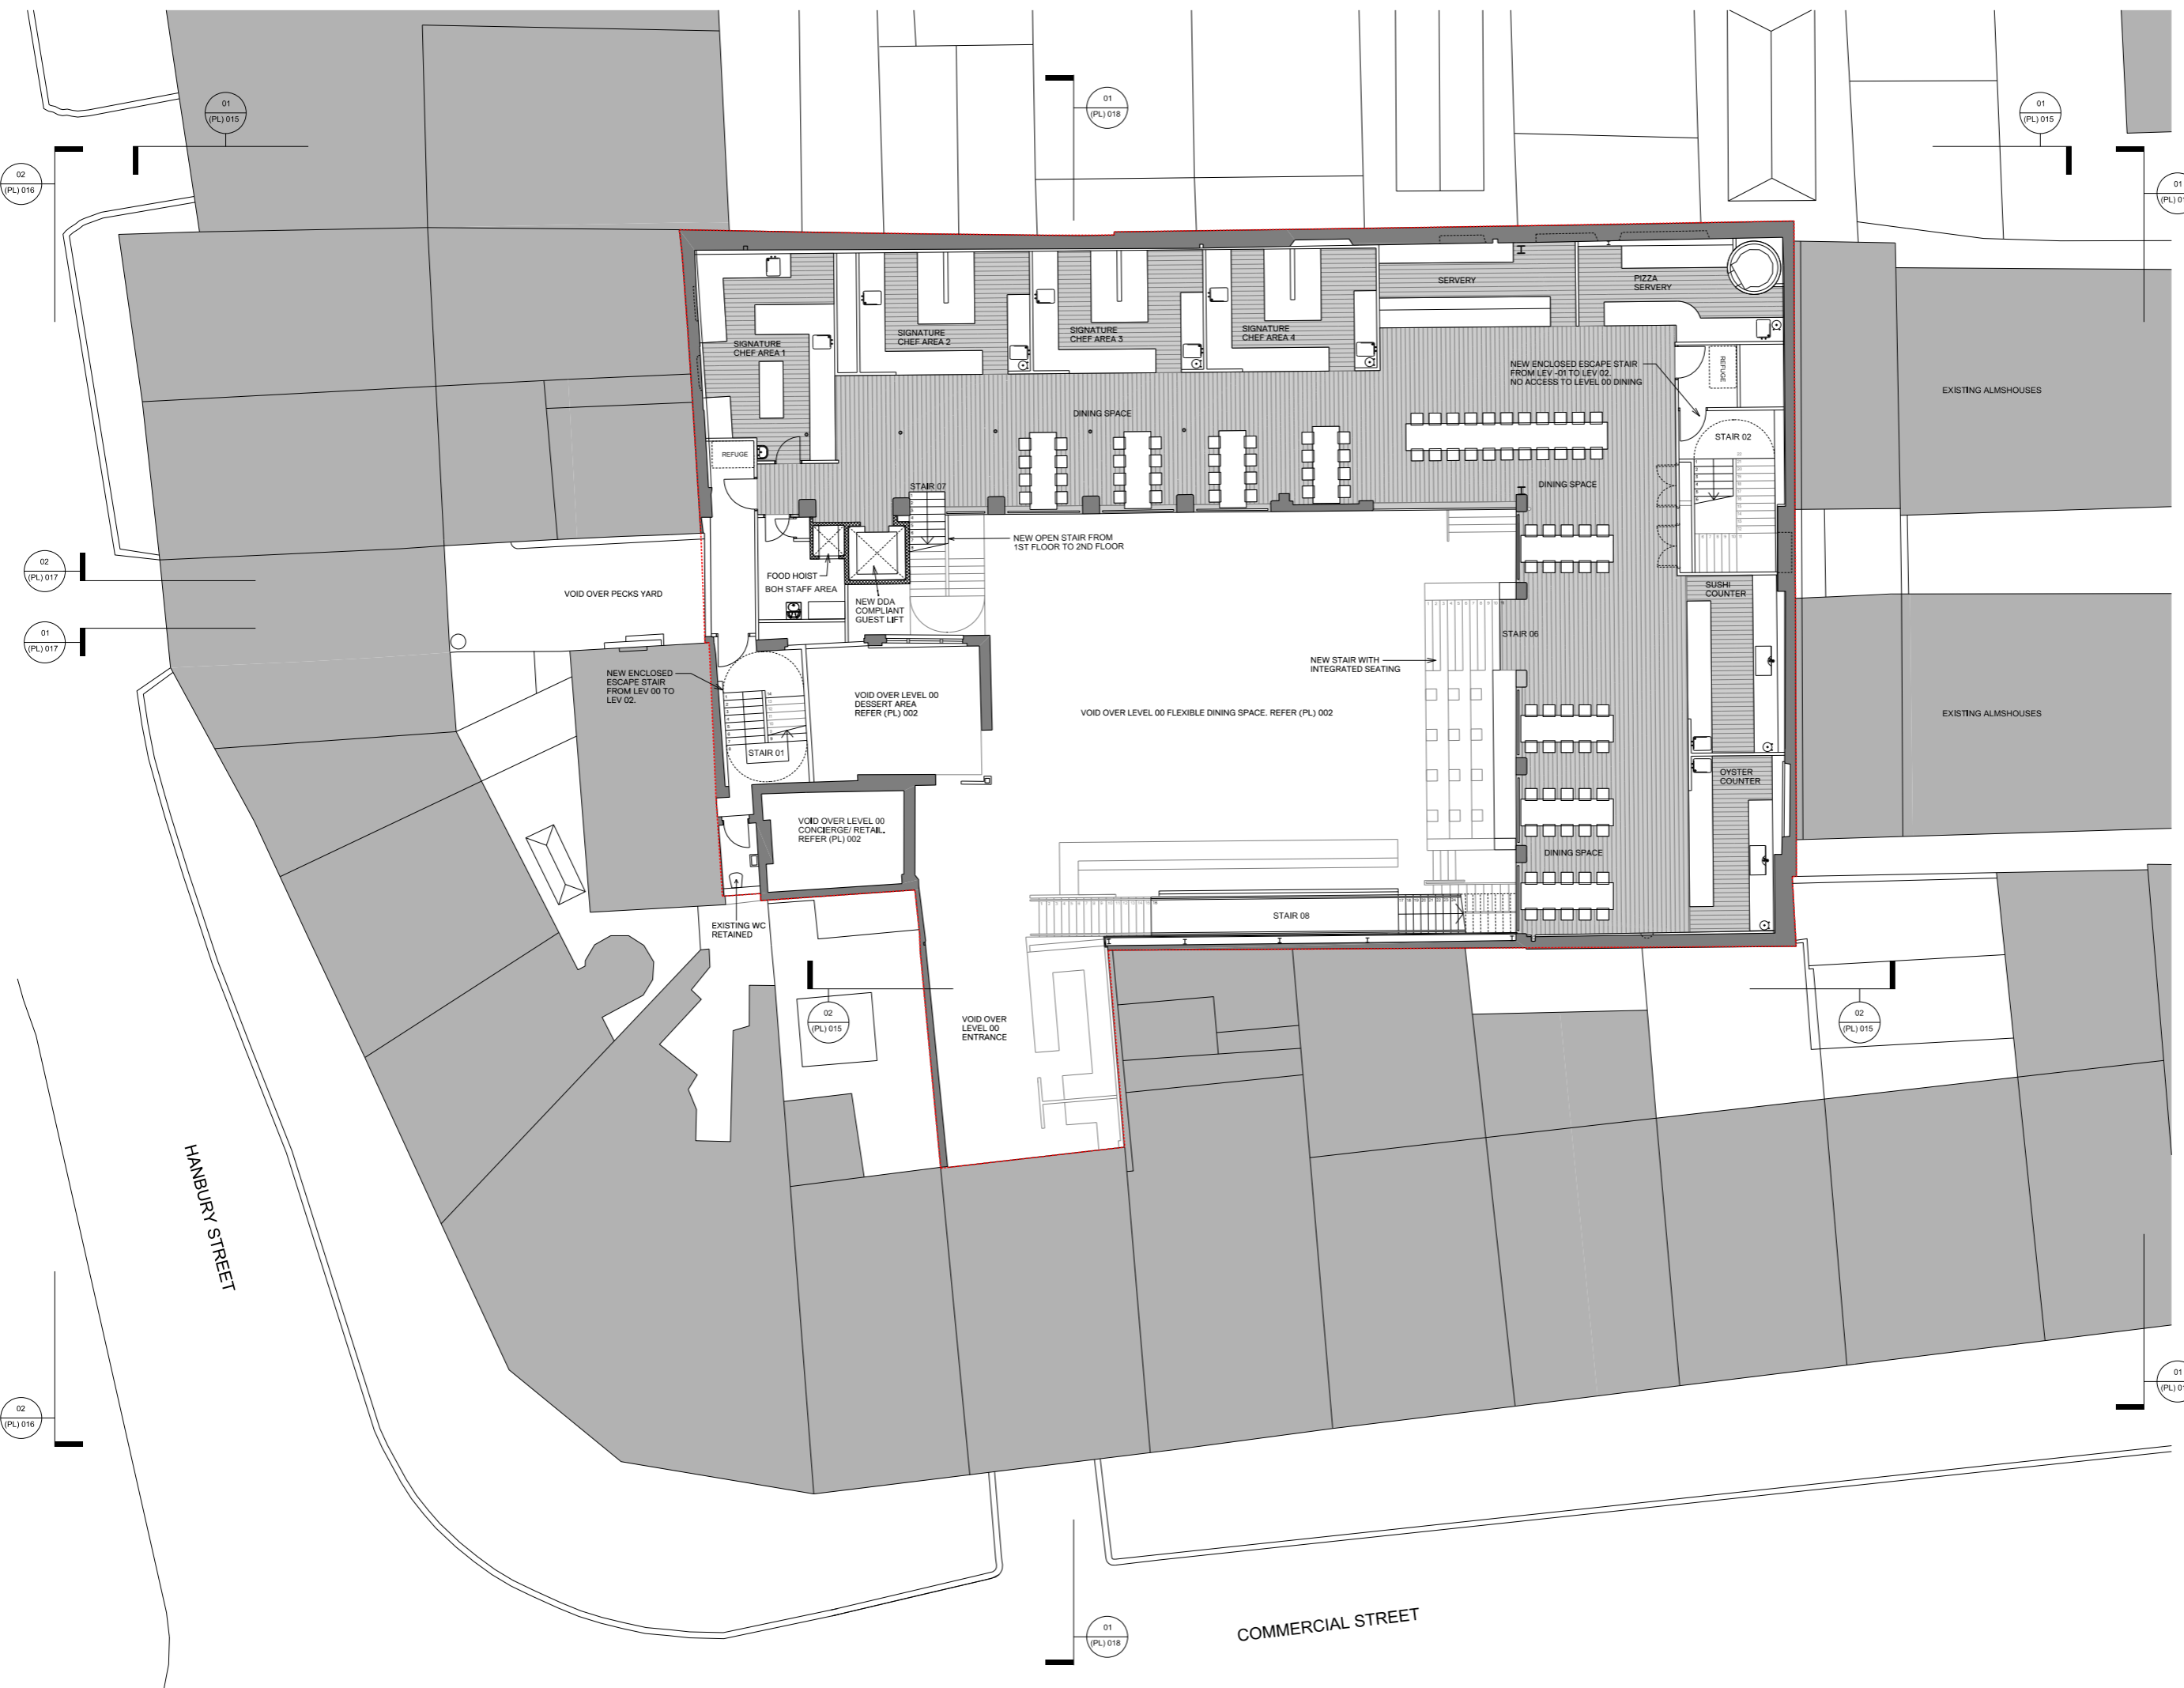 01
(PL) 015
01
(PL) 018
01
(PL) 015
02
(PL) 016
01
SERVERY
PIZZA
SERVERY
SIGNATURE
CHEF AREA 1
SIGNATURE
CHEF AREA 2
SIGNATURE
CHEF AREA 3
SIGNATURE
CHEF AREA 4
NEW ENCLOSED ESCAPE STAIR
FROM LEV -01 TO LEV 02.
NO ACCESS TO LEVEL 00 DINING
REFUGE
EXISTING ALMSHOUSES
DINING SPACE
STAIR 02
REFUGE
STAIR 07
DINING SPACE
NEW OPEN STAIR FROM
1ST FLOOR TO 2ND FLOOR
02
(PL) 017
FOOD HOIST
BOH STAFF AREA
VOID OVER PECKS YARD
NEW DDA
COMPLIANT
GUEST LIFT
SUSHI
COUNTER
01
(PL) 017
STAIR 06
NEW STAIR WITH
INTEGRATED SEATING
NEW ENCLOSED
ESCAPE STAIR
FROM LEV 00 TO
LEV 02.
VOID OVER LEVEL 00
DESSERT AREA
REFER (PL) 002
VOID OVER LEVEL 00 FLEXIBLE DINING SPACE. REFER (PL) 002
EXISTING ALMSHOUSES
STAIR 01
OYSTER
COUNTER
VOID OVER LEVEL 00
CONCIERGE/ RETAIL.
REFER (PL) 002
DINING SPACE
STAIR 08
EXISTING WC
RETAINED
02
(PL) 015
VOID OVER
LEVEL 00
ENTRANCE
02
(PL) 015
HANBURY STREET
02
(PL) 016
01
01
(PL) 018
COMMERCIAL STREET